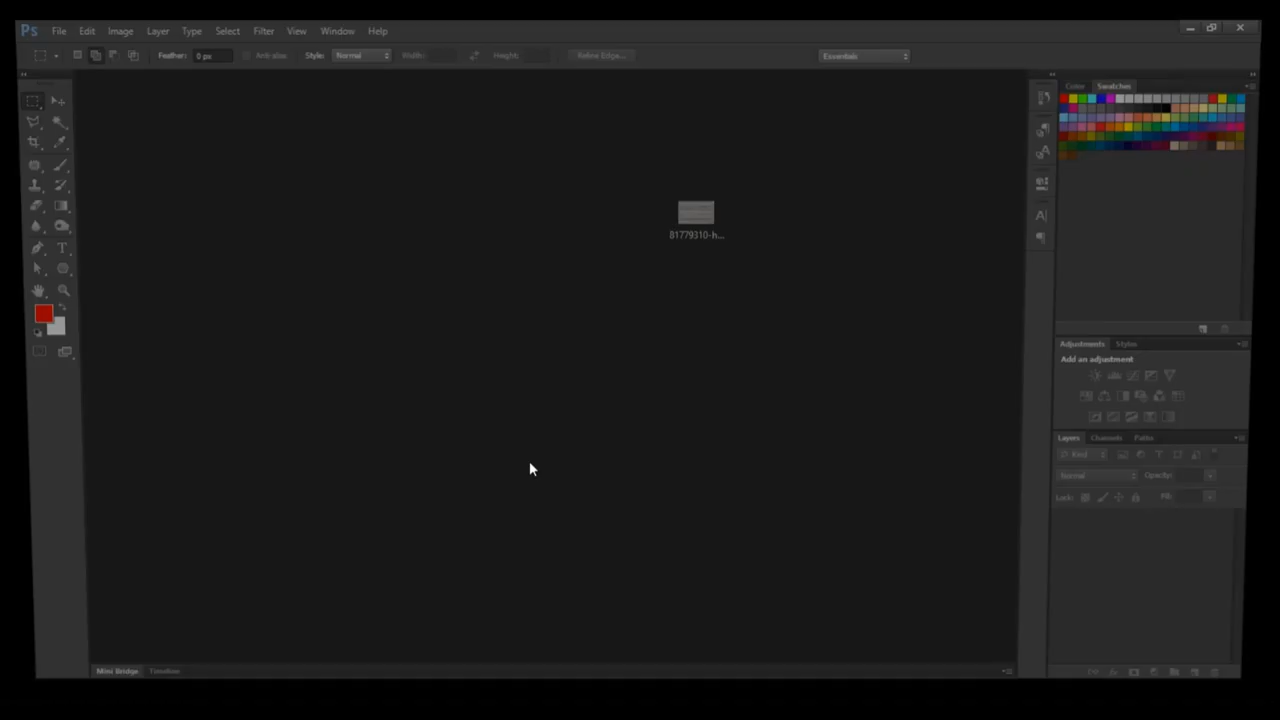 Ps File Edit Image Layer Type Select Filter View Window Help
Feather: 0 px Anti-alias Style: Normal Width: Height: Refine Edge... Essentials
Color Swatches
81779310-h...
Adjustments Styles
Add an adjustment
Layers Channels Paths
Kind
Normal Opacity:
Lock: Fill:
Mini Bridge Timeline